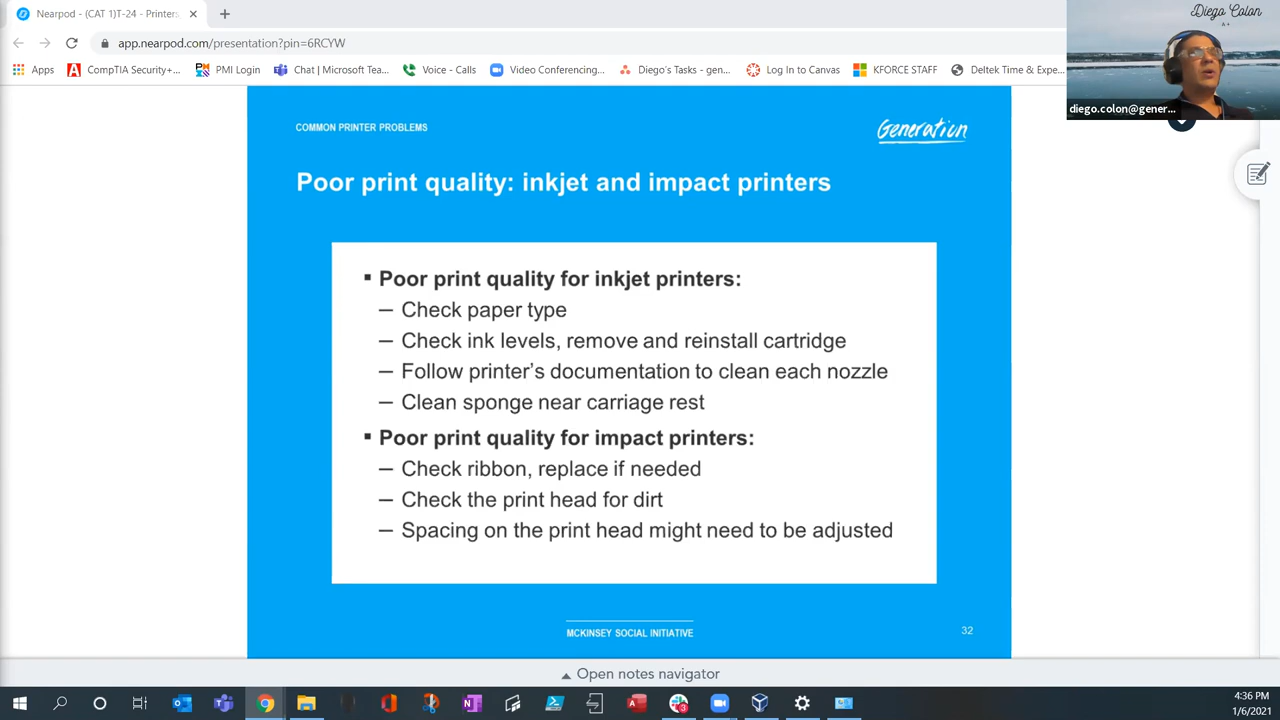 Nearpod - (CAT 1)T-24 - Printers
app.nearpod.com/presentation?pin=6RCYW
Apps
CompTIA Security+...
PMI Login
Chat | Microsoft
Voice - Calls
Video Conferencing...
Diego's Tasks - gen...
Log In to Canvas
KFORCE STAFF
Deltek Time & Expe...
Diego Colon
A+
diego.colon@gener...
COMMON PRINTER PROBLEMS
Generation
Poor print quality: inkjet and impact printers
▪ Poor print quality for inkjet printers:
– Check paper type
– Check ink levels, remove and reinstall cartridge
– Follow printer’s documentation to clean each nozzle
– Clean sponge near carriage rest
▪ Poor print quality for impact printers:
– Check ribbon, replace if needed
– Check the print head for dirt
– Spacing on the print head might need to be adjusted
MCKINSEY SOCIAL INITIATIVE
32
Open notes navigator
4:36 PM
1/6/2021